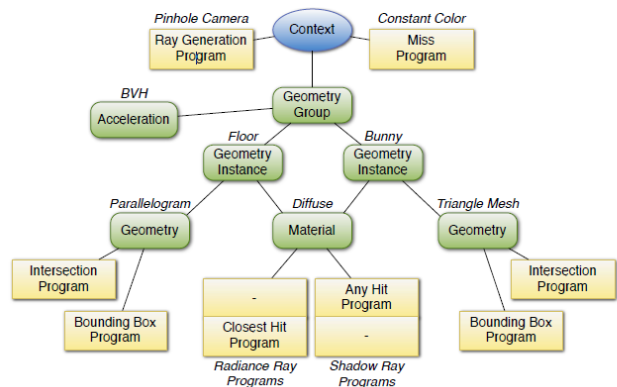 Pinhole Camera
Constant Color
Context
Ray Generation
Program
Miss
Program
BVH
Acceleration
Geometry
Group
Floor
Bunny
Geometry
Instance
Geometry
Instance
Parallelogram
Diffuse
Triangle Mesh
Geometry
Material
Geometry
Intersection
Program
Bounding Box
Program
-
Closest Hit
Program
Any Hit
Program
-
Intersection
Program
Bounding Box
Program
Radiance Ray
Programs
Shadow Ray
Programs